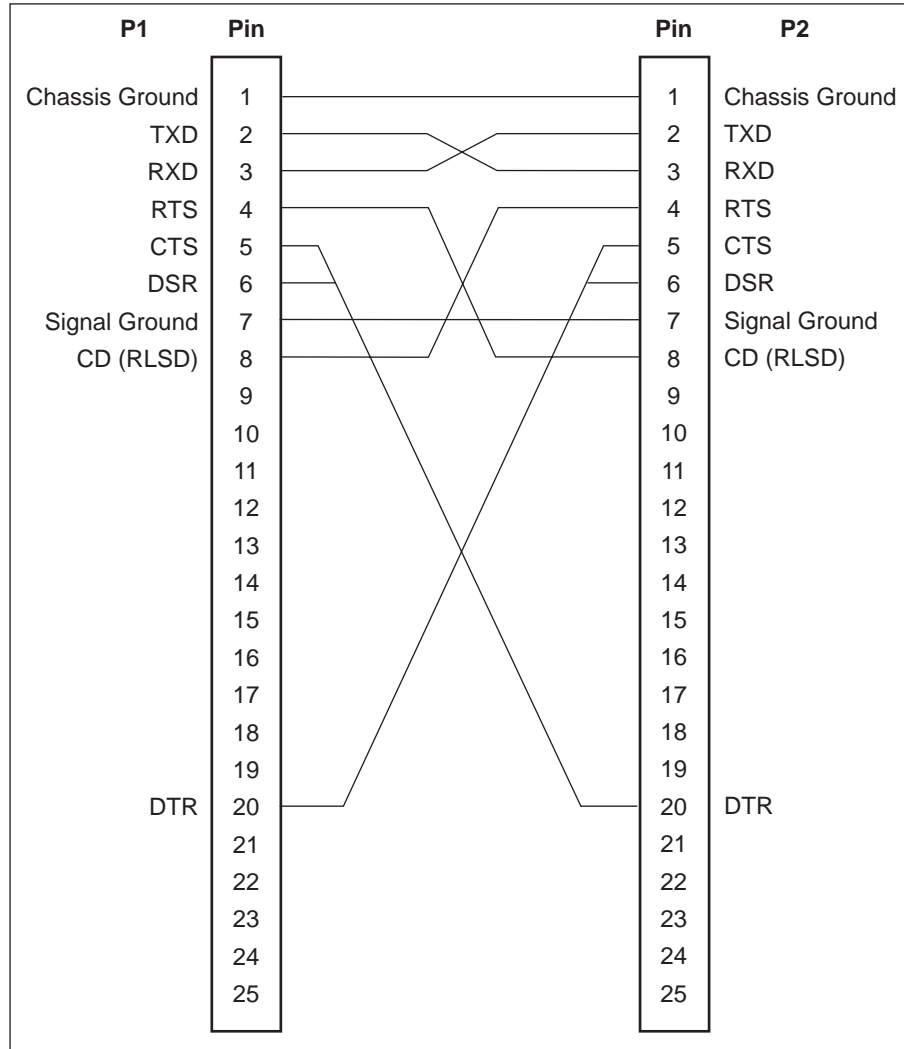 P1 Pin Pin P2
Chassis Ground 1 1 Chassis Ground
TXD 2 2 TXD
RXD 3 3 RXD
RTS 4 4 RTS
CTS 5 5 CTS
DSR 6 6 DSR
Signal Ground 7 7 Signal Ground
CD (RLSD) 8 8 CD (RLSD)
9 9
10 10
11 11
12 12
13 13
14 14
15 15
16 16
17 17
18 18
19 19
DTR 20 20 DTR
21 21
22 22
23 23
24 24
25 25